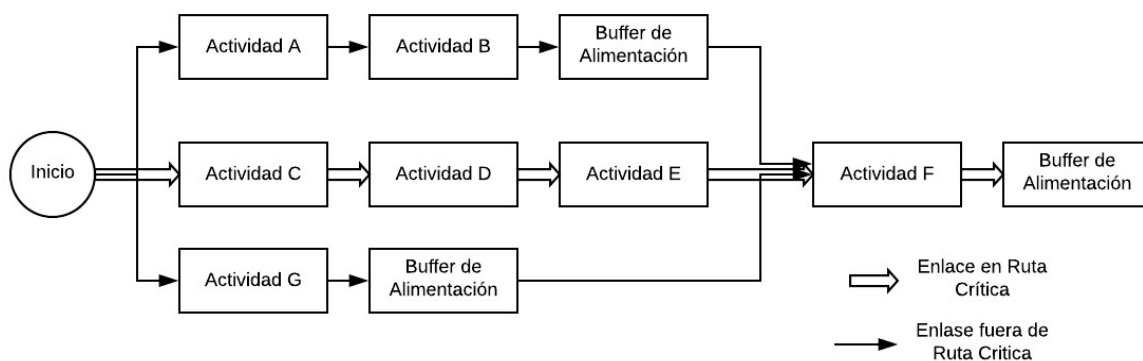 Actividad A
Actividad B
Buffer de
Alimentación
Inicio
Actividad C
Actividad D
Actividad E
Actividad F
Buffer de
Alimentación
Actividad G
Buffer de
Alimentación
Enlace en Ruta
Crítica
Enlase fuera de
Ruta Critica